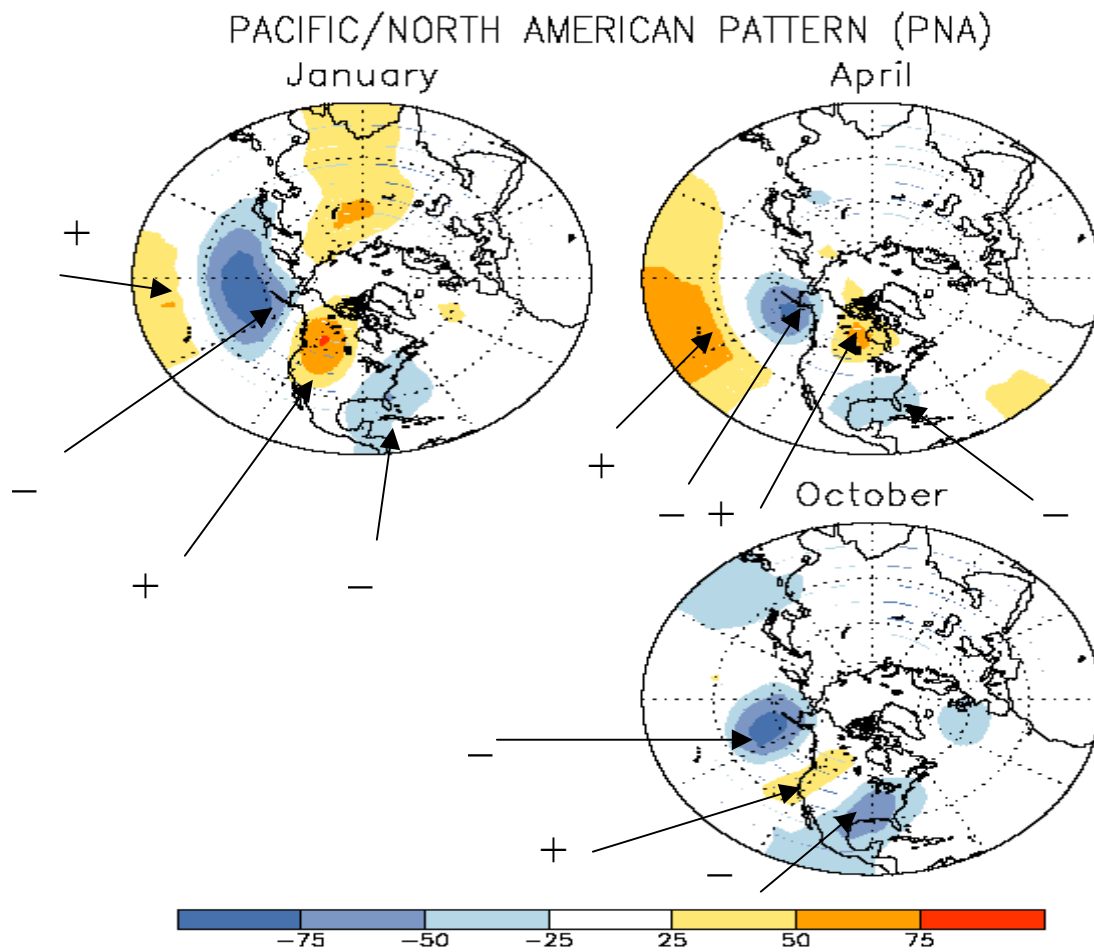 PACIFIC/NORTH AMERICAN PATTERN (PNA)
January
April
+
−
+
−
+
− +
−
October
−
+
−
−75 −50 −25 25 50 75